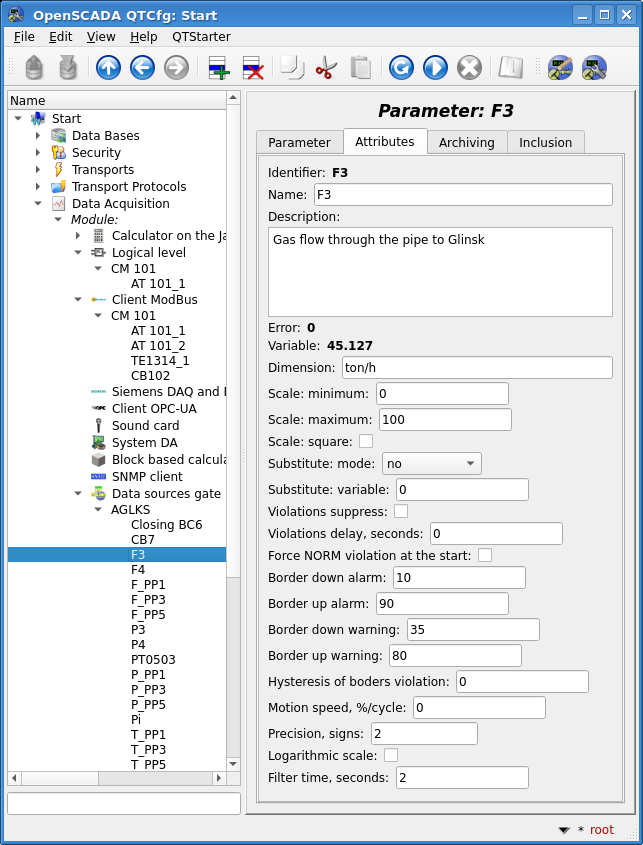 OpenSCADA QTCfg: Start
File Edit View Help QTStarter
Name
Start
Data Bases
Security
Transports
Transport Protocols
Data Acquisition
Module:
Calculator on the Ja
Logical level
CM 101
AT 101_1
Client ModBus
CM 101
AT 101_1
AT 101_2
TE1314_1
CB102
Siemens DAQ and
Client OPC-UA
Sound card
System DA
Block based calcula
SNMP client
Data sources gate
AGLKS
Closing BC6
CB7
F3
F4
F_PP1
F_PP3
F_PP5
P3
P4
PT0503
P_PP1
P_PP3
P_PP5
Pi
T_PP1
T_PP3
T_PP5
Parameter: F3
Parameter Attributes Archiving Inclusion
Identifier: F3
Name: F3
Description:
Gas flow through the pipe to Glinsk
Error: 0
Variable: 45.127
Dimension: ton/h
Scale: minimum: 0
Scale: maximum: 100
Scale: square:
Substitute: mode: no
Substitute: variable: 0
Violations suppress:
Violations delay, seconds: 0
Force NORM violation at the start:
Border down alarm: 10
Border up alarm: 90
Border down warning: 35
Border up warning: 80
Hysteresis of boders violation: 0
Motion speed, %/cycle: 0
Precision, signs: 2
Logarithmic scale:
Filter time, seconds: 2
* root